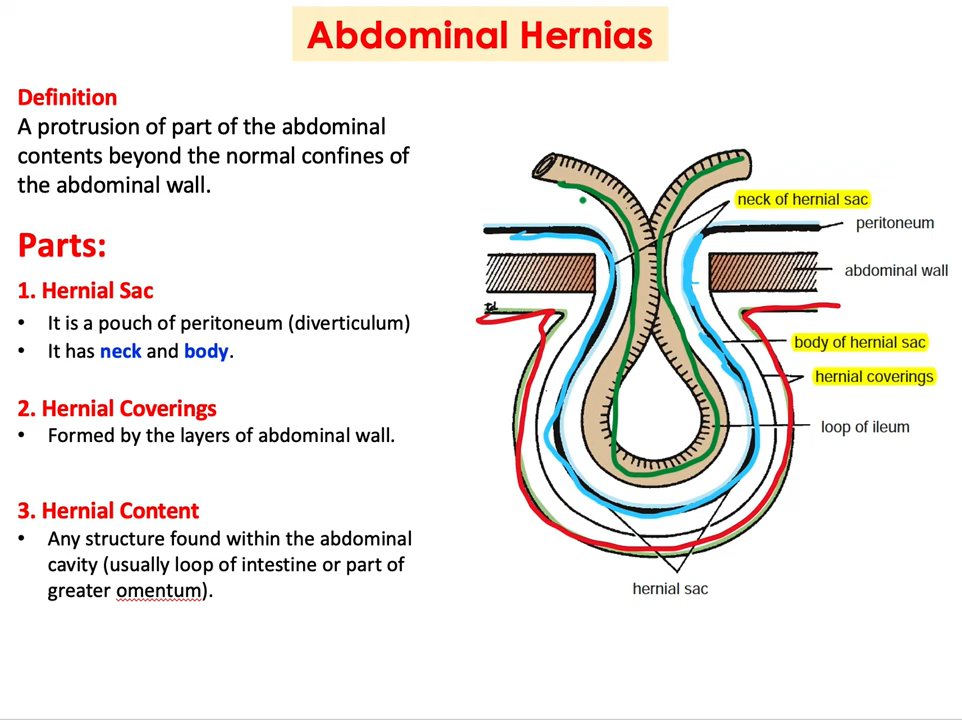 Abdominal Hernias
Definition
A protrusion of part of the abdominal
contents beyond the normal confines of
the abdominal wall.
Parts:
1. Hernial Sac
• It is a pouch of peritoneum (diverticulum)
• It has neck and body.
2. Hernial Coverings
• Formed by the layers of abdominal wall.
3. Hernial Content
• Any structure found within the abdominal
cavity (usually loop of intestine or part of
greater omentum).
neck of hernial sac
peritoneum
abdominal wall
body of hernial sac
hernial coverings
loop of ileum
hernial sac